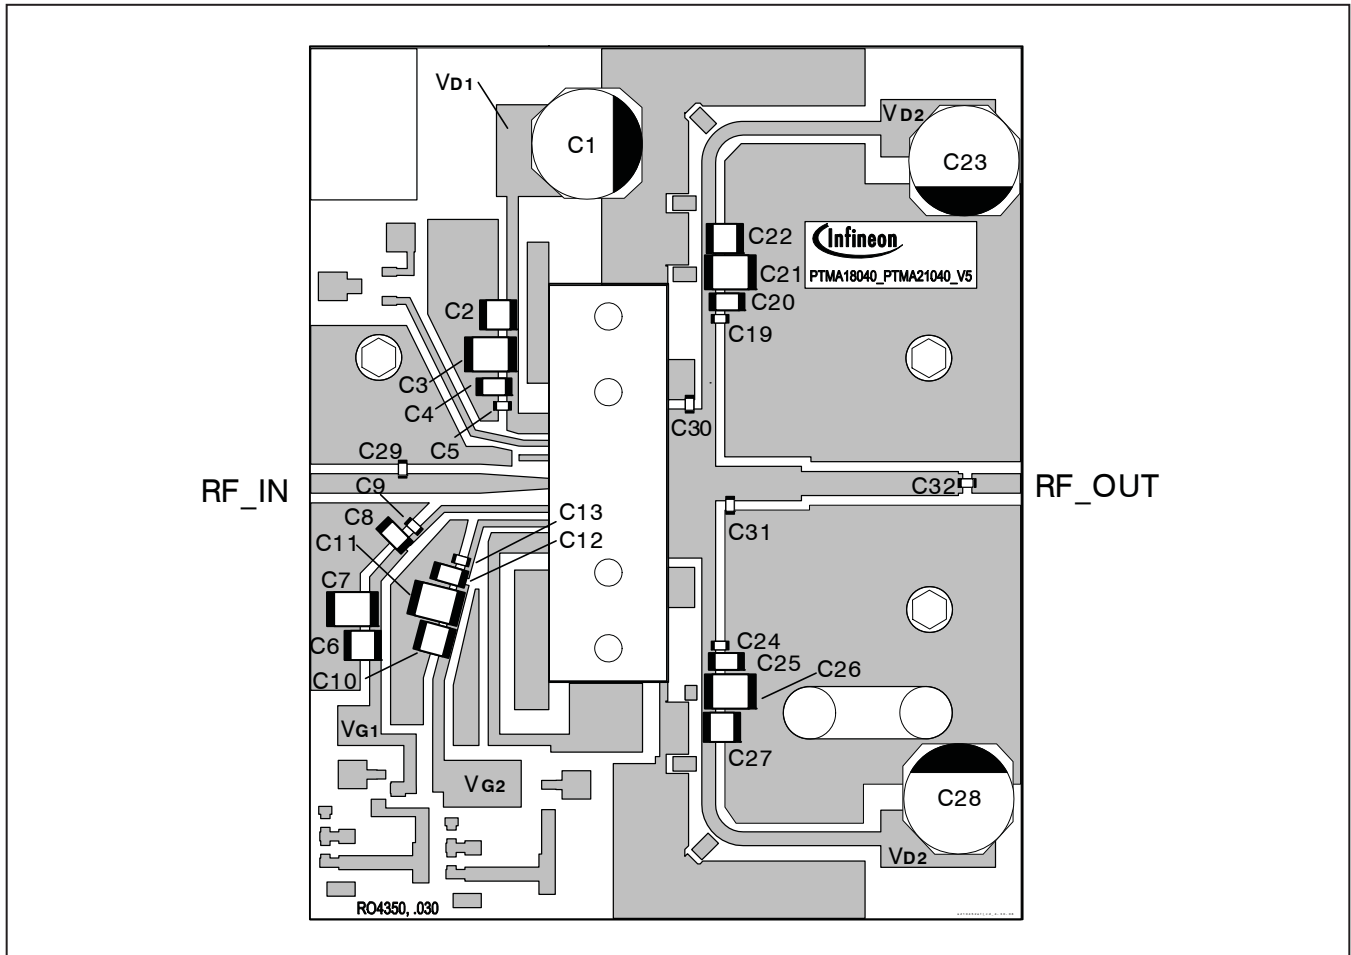 VD1
C1
VD2
C23
C22
Infineon
C21
PTMA18040_PTMA21040_V5
C20
C2
C19
C3
C4
C30
C5
C29
RF_IN
C9
C32
RF_OUT
C8
C13
C31
C11
C12
C7
C6
C24
C25
C26
C10
VG1
C27
VG2
C28
VD2
RO4350, .030